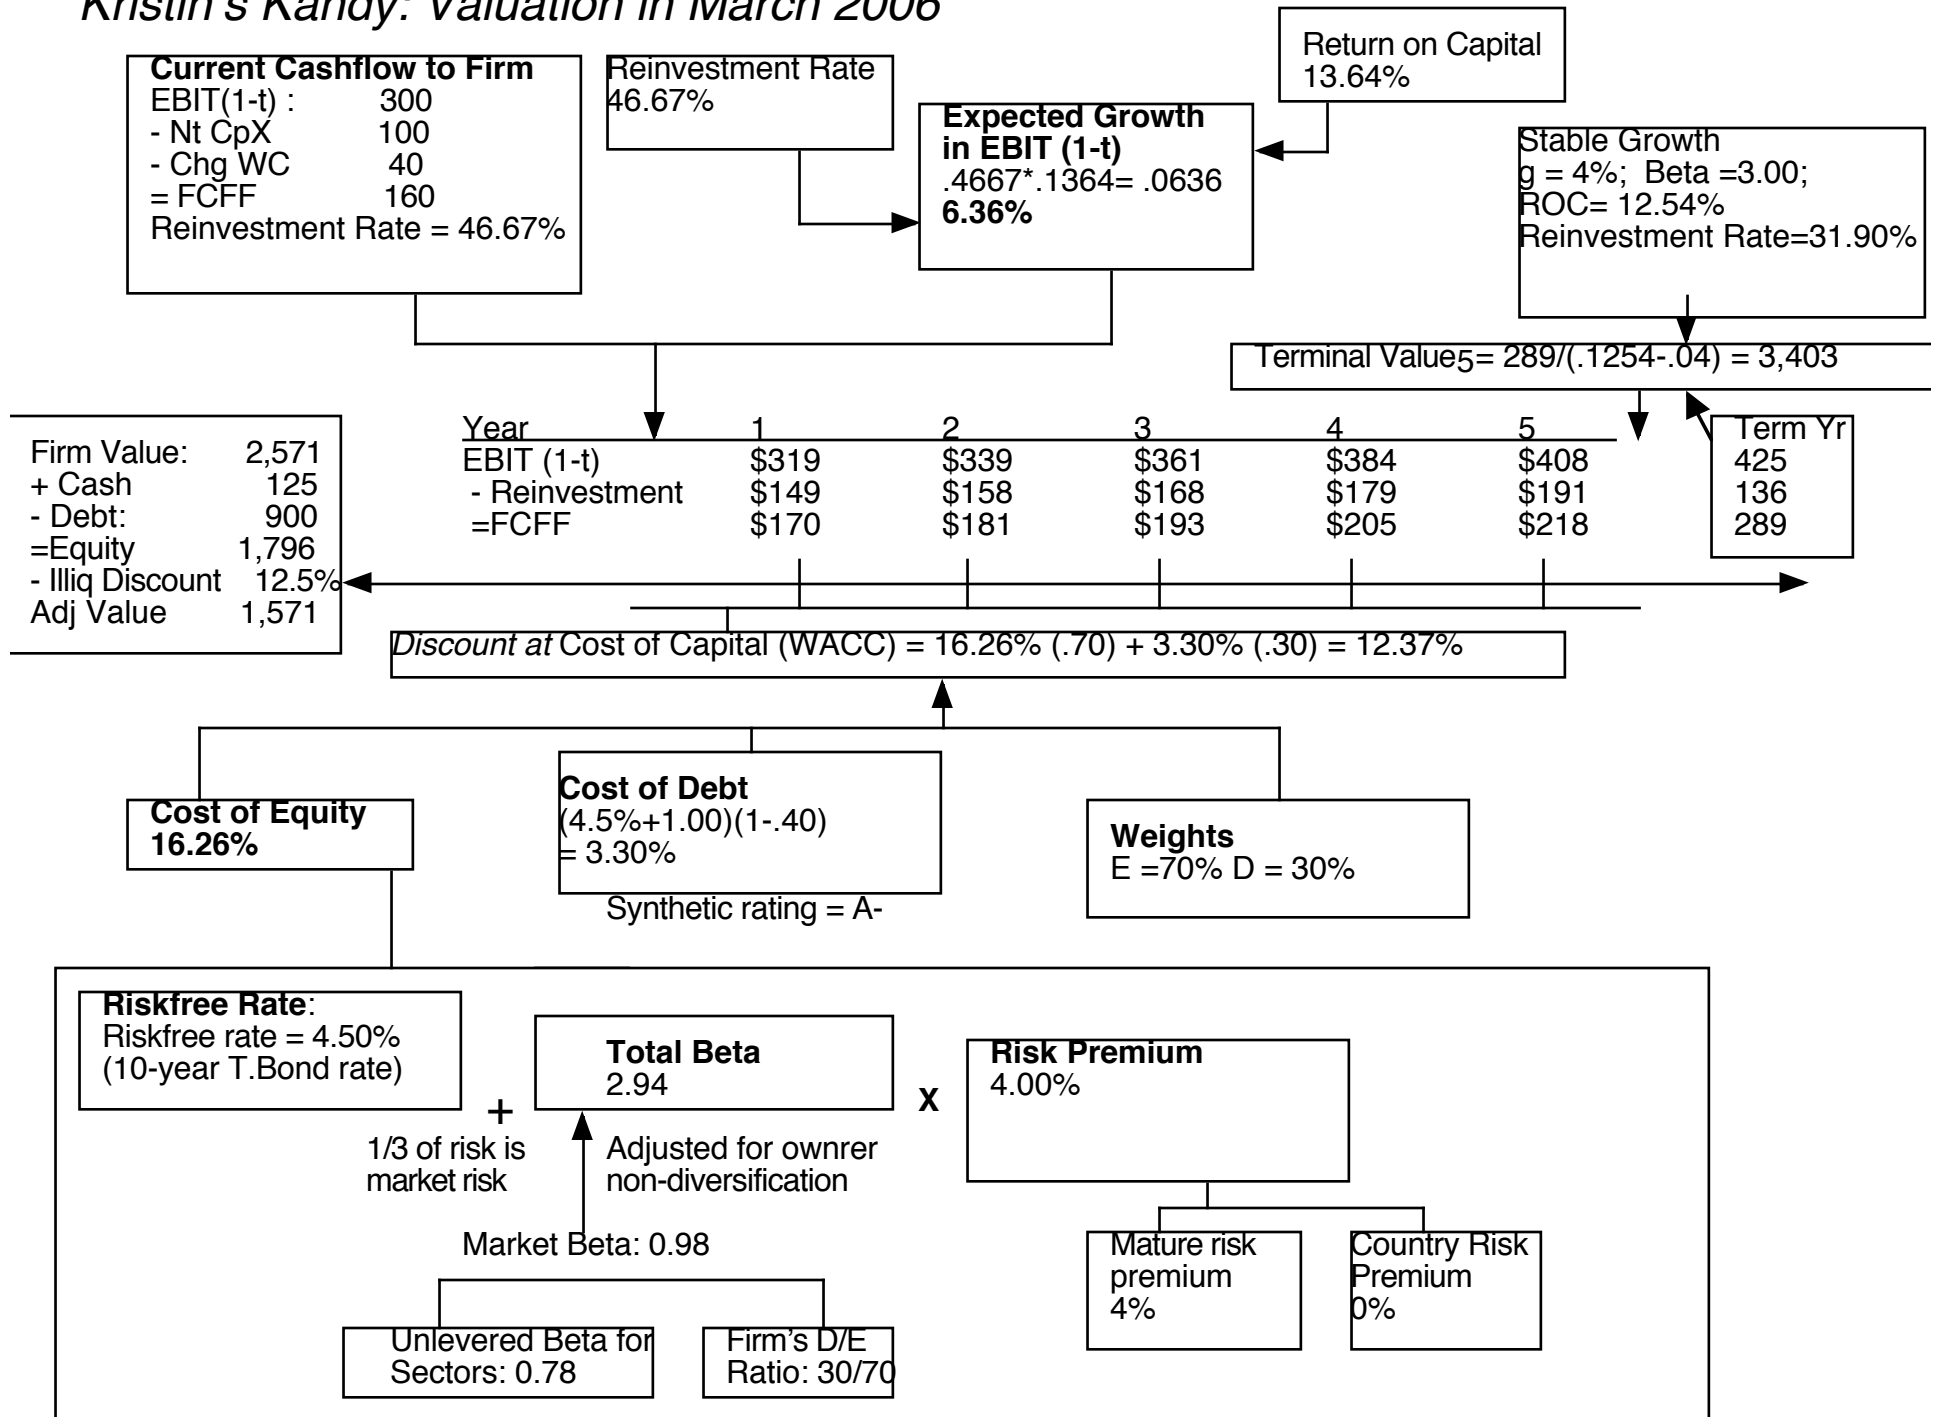 Kristin's Kandy: Valuation in March 2006
Current Cashflow to Firm
EBIT(1-t) : 300
- Nt CpX 100
- Chg WC 40
= FCFF 160
Reinvestment Rate = 46.67%
Reinvestment Rate
46.67%
Expected Growth
in EBIT (1-t)
.4667*.1364= .0636
6.36%
Return on Capital
13.64%
Stable Growth
g = 4%; Beta =3.00;
ROC= 12.54%
Reinvestment Rate=31.90%
Terminal Value5= 289/(.1254-.04) = 3,403
Firm Value: 2,571
+ Cash 125
- Debt: 900
=Equity 1,796
- Illiq Discount 12.5%
Adj Value 1,571
Year 1 2 3 4 5
EBIT (1-t) $319 $339 $361 $384 $408
- Reinvestment $149 $158 $168 $179 $191
=FCFF $170 $181 $193 $205 $218
Term Yr
425
136
289
Discount at Cost of Capital (WACC) = 16.26% (.70) + 3.30% (.30) = 12.37%
Cost of Equity
16.26%
Cost of Debt
(4.5%+1.00)(1-.40)
= 3.30%
Synthetic rating = A-
Weights
E =70% D = 30%
Riskfree Rate:
Riskfree rate = 4.50%
(10-year T.Bond rate)
+
Total Beta
2.94
X
Risk Premium
4.00%
1/3 of risk is
market risk
Adjusted for ownrer
non-diversification
Market Beta: 0.98
Mature risk
premium
4%
Country Risk
Premium
0%
Unlevered Beta for
Sectors: 0.78
Firm's D/E
Ratio: 30/70